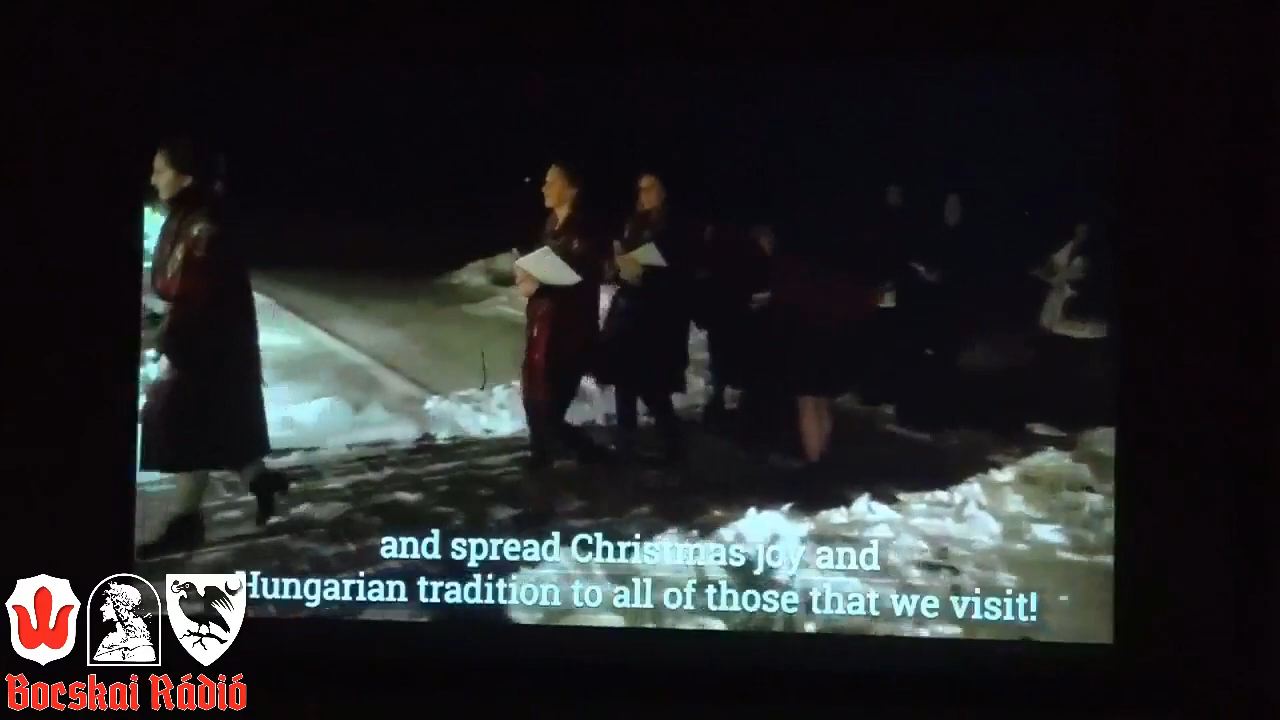 and spread Christmas joy and
Hungarian tradition to all of those that we visit!
Bocskai Rádió